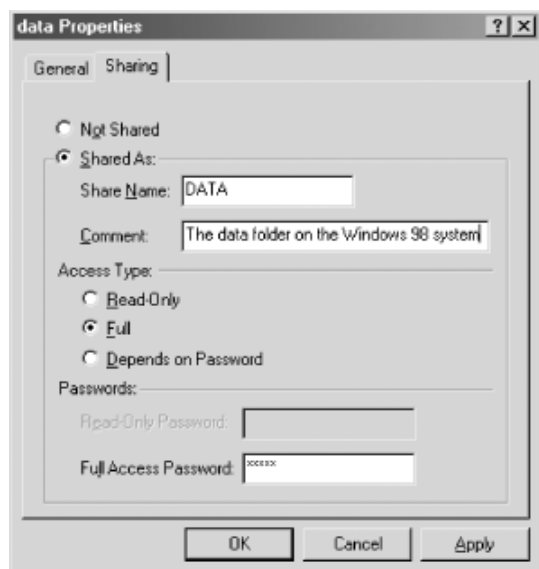 data Properties
General Sharing
Not Shared
Shared As:
Share Name: DATA
Comment: The data folder on the Windows 98 system
Access Type:
Read-Only
Full
Depends on Password
Passwords:
Read-Only Password:
Full Access Password: xxxxx
OK Cancel Apply